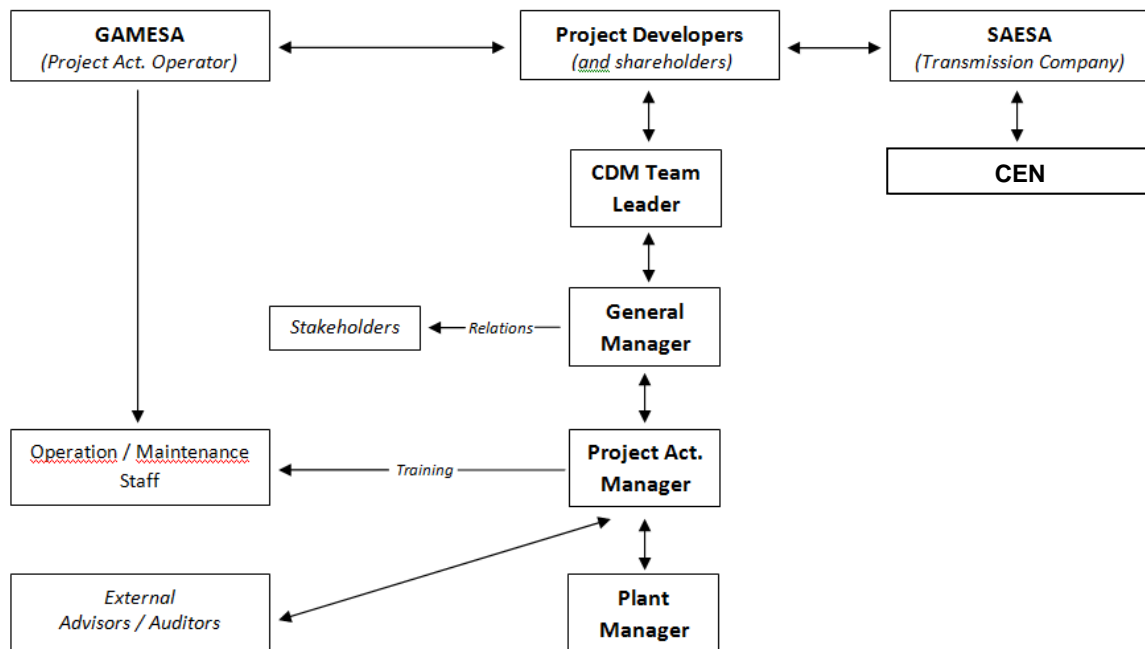 GAMESA
(Project Act. Operator)
Project Developers
(and shareholders)
SAESA
(Transmission Company)
CDM Team
Leader
CEN
General
Manager
Stakeholders
Relations
Operation / Maintenance
Staff
Training
Project Act.
Manager
External
Advisors / Auditors
Plant
Manager